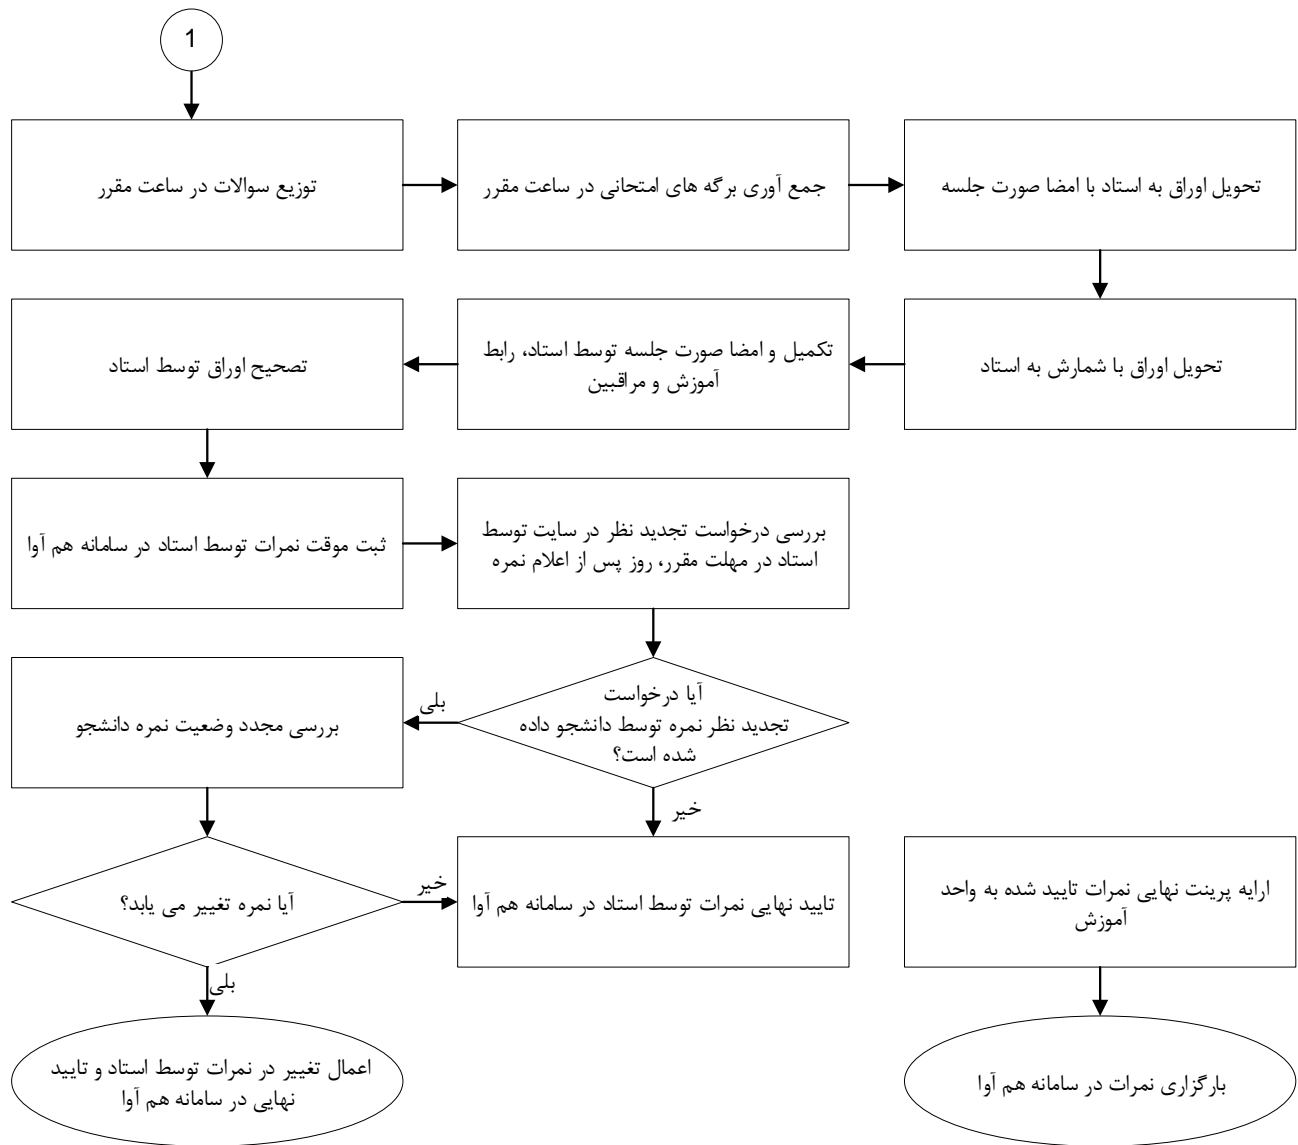 1
توزیع سوالات در ساعت مقرر
جمع آوری برگه های امتحانی در ساعت مقرر
تحویل اوراق به استاد با امضا صورت جلسه
تحویل اوراق با شمارش به استاد
تکمیل و امضا صورت جلسه توسط استاد، رابط
آموزش و مراقبین
تصحیح اوراق توسط استاد
ثبت موقت نمرات توسط استاد در سامانه هم آوا
بررسی درخواست تجدید نظر در سایت توسط
استاد در مهلت مقرر، روز پس از اعلام نمره
آیا درخواست
تجدید نظر نمره توسط دانشجو داده
شده است؟
بلی
بررسی مجدد وضعیت نمره دانشجو
خیر
آیا نمره تغییر می یابد؟
خیر
تایید نهایی نمرات توسط استاد در سامانه هم آوا
ارایه پرینت نهایی نمرات تایید شده به واحد
آموزش
بلی
اعمال تغییر در نمرات توسط استاد و تایید
نهایی در سامانه هم آوا
بارگزاری نمرات در سامانه هم آوا